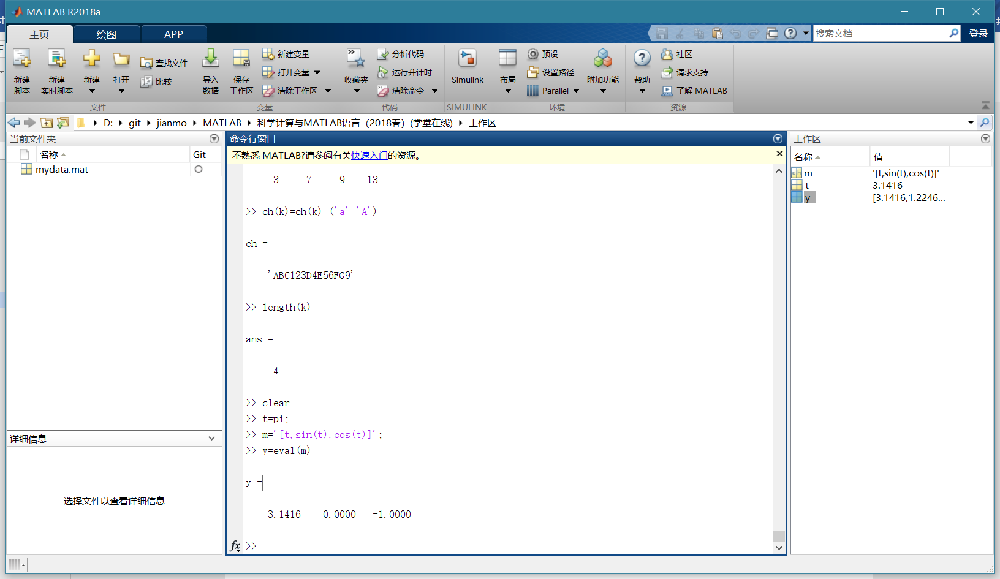 MATLAB R2018a
主页 绘图 APP
搜索文档 登录
新建脚本
新建实时脚本
新建
打开
查找文件
比较
文件
导入数据
保存工作区
新建变量
打开变量
清除工作区
变量
收藏夹
分析代码
运行并计时
清除命令
代码
Simulink
SIMULINK
布局
预设
设置路径
Parallel
附加功能
环境
帮助
社区
请求支持
了解 MATLAB
资源
D: git jianmo MATLAB 科学计算与MATLAB语言（2018春）(学堂在线) 工作区
当前文件夹
名称 Git
mydata.mat
详细信息
选择文件以查看详细信息
命令行窗口
不熟悉 MATLAB?请参阅有关快速入门的资源。
3 7 9 13
>> ch(k)=ch(k)-('a'-'A')
ch =
'ABC123D4E56FG9'
>> length(k)
ans =
4
>> clear
>> t=pi;
>> m='[t,sin(t),cos(t)]';
>> y=eval(m)
y =
3.1416 0.0000 -1.0000
fx >>
工作区
名称 值
m '[t,sin(t),cos(t)]'
t 3.1416
y [3.1416,1.2246...